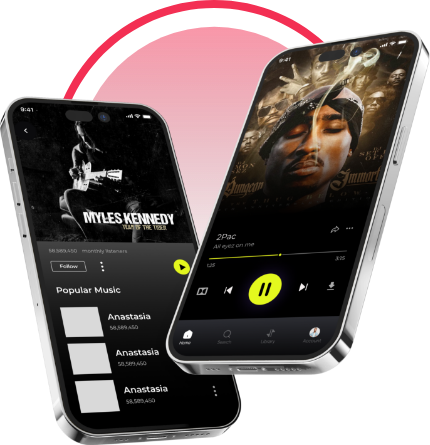 9:41
MYLES KENNEDY
YEAR OF THE TIGER
58,589,450 monthly listeners
Follow
Popular Music
Anastasia
58,589,450
Anastasia
58,589,450
Anastasia
58,589,450
9:41
2Pac
All eyez on me
1:25
3:15
Home
Search
Library
Account